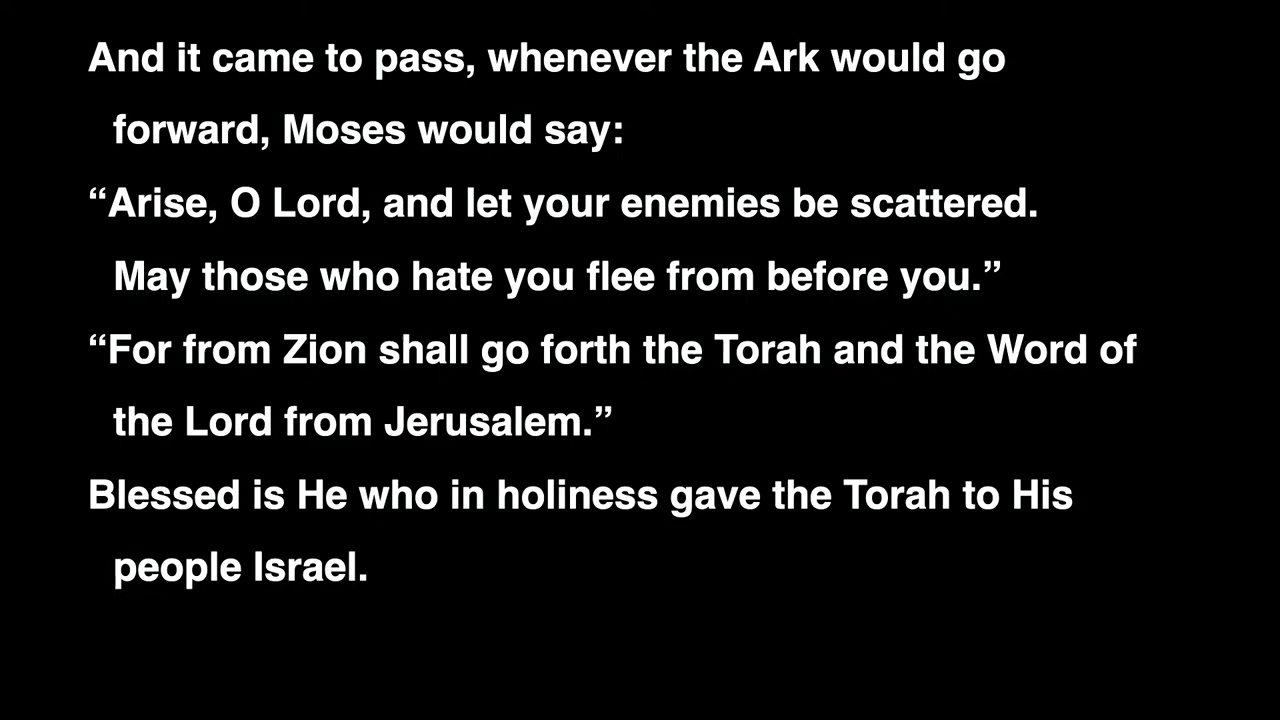 And it came to pass, whenever the Ark would go
forward, Moses would say:
“Arise, O Lord, and let your enemies be scattered.
May those who hate you flee from before you.”
“For from Zion shall go forth the Torah and the Word of
the Lord from Jerusalem.”
Blessed is He who in holiness gave the Torah to His
people Israel.